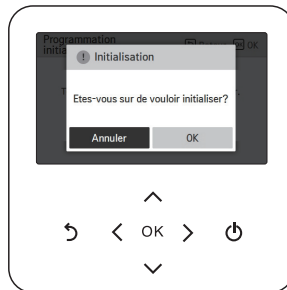 Programmation
initia
OK
Initialisation
T
Etes-vous sur de vouloir initialiser?
Annuler
OK
OK